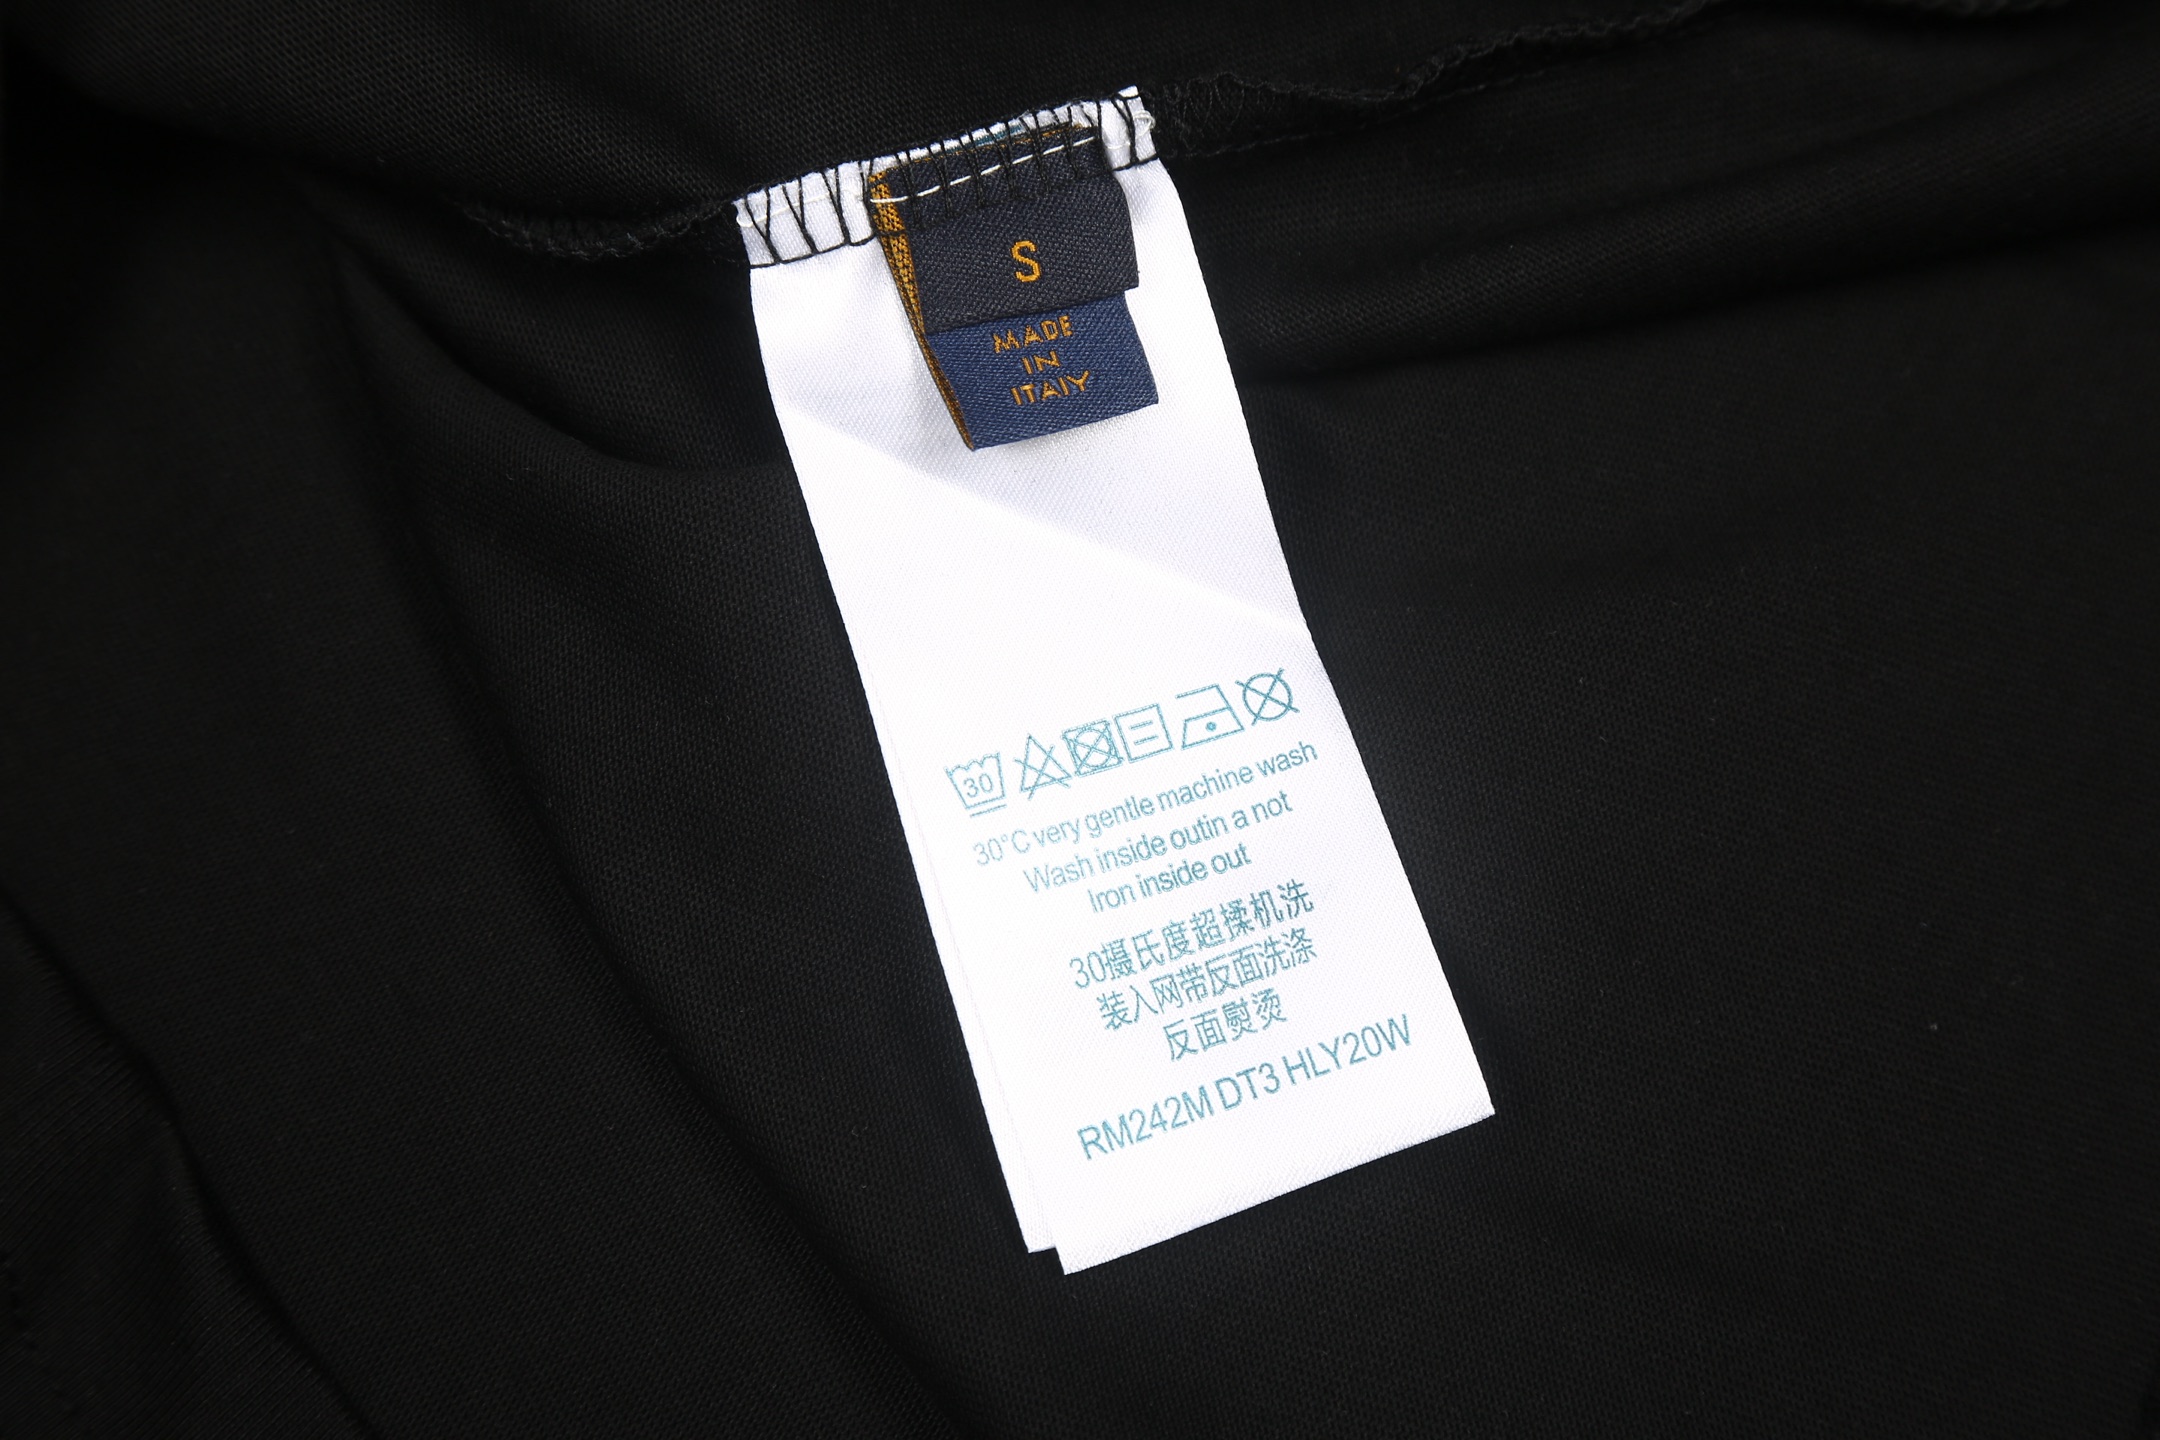 S
MADE
IN
ITAIY
30
30°C very gentle machine wash
Wash inside outin a not
Iron inside out
30摄氏度超揉机洗
装入网带反面洗涤
反面熨烫
RM242M DT3 HLY20W